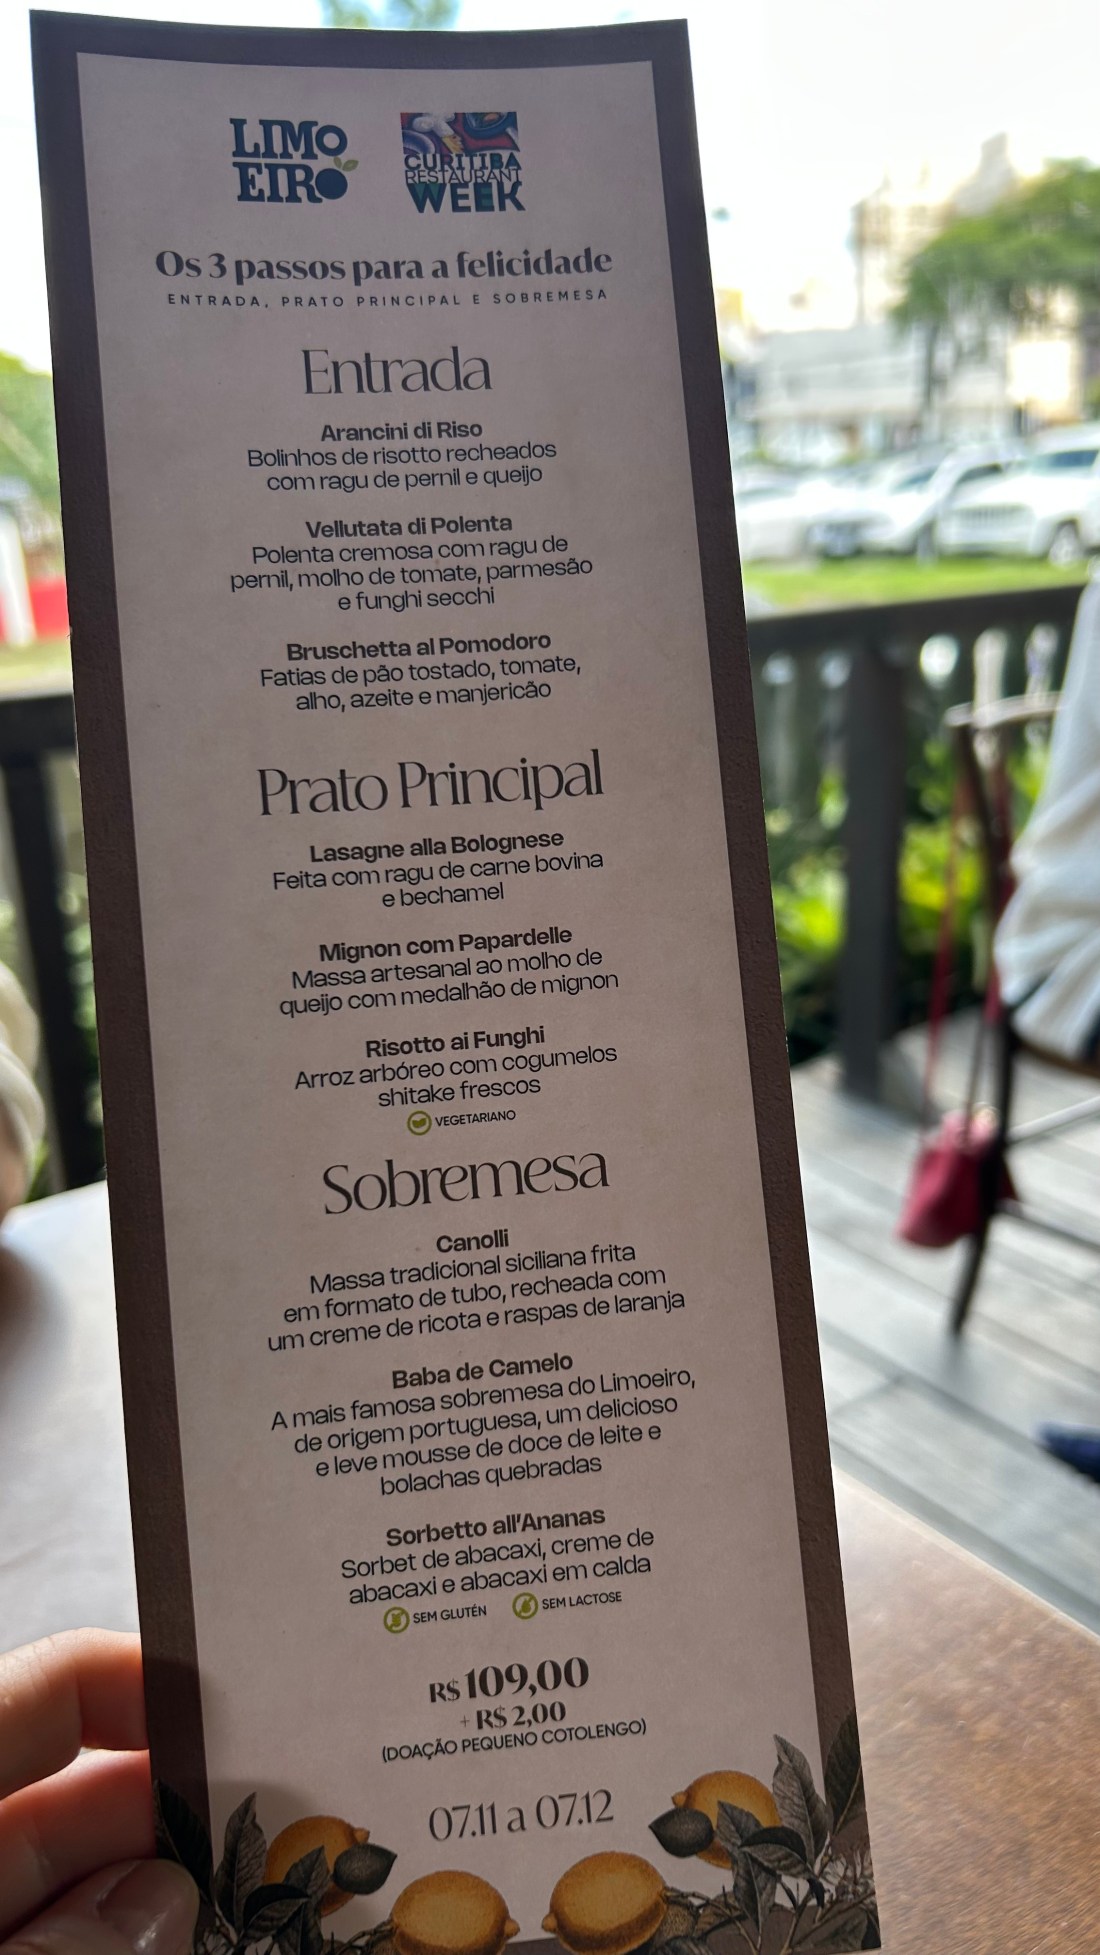 LIMO
EIRO
CURITIBA
RESTAURANT
WEEK
Os 3 passos para a felicidade
ENTRADA, PRATO PRINCIPAL E SOBREMESA
Entrada
Arancini di Riso
Bolinhos de risotto recheados
com ragu de pernil e queijo
Vellutata di Polenta
Polenta cremosa com ragu de
pernil, molho de tomate, parmesão
e funghi secchi
Bruschetta al Pomodoro
Fatias de pão tostado, tomate,
alho, azeite e manjericão
Prato Principal
Lasagne alla Bolognese
Feita com ragu de carne bovina
e bechamel
Mignon com Papardelle
Massa artesanal ao molho de
queijo com medalhão de mignon
Risotto ai Funghi
Arroz arbóreo com cogumelos
shitake frescos
VEGETARIANO
Sobremesa
Canolli
Massa tradicional siciliana frita
em formato de tubo, recheada com
um creme de ricota e raspas de laranja
Baba de Camelo
A mais famosa sobremesa do Limoeiro,
de origem portuguesa, um delicioso
e leve mousse de doce de leite e
bolachas quebradas
Sorbetto all'Ananas
Sorbet de abacaxi, creme de
abacaxi e abacaxi em calda
SEM GLUTÉN SEM LACTOSE
R$ 109,00
+ R$ 2,00
(DOAÇÃO PEQUENO COTOLENGO)
07.11 a 07.12